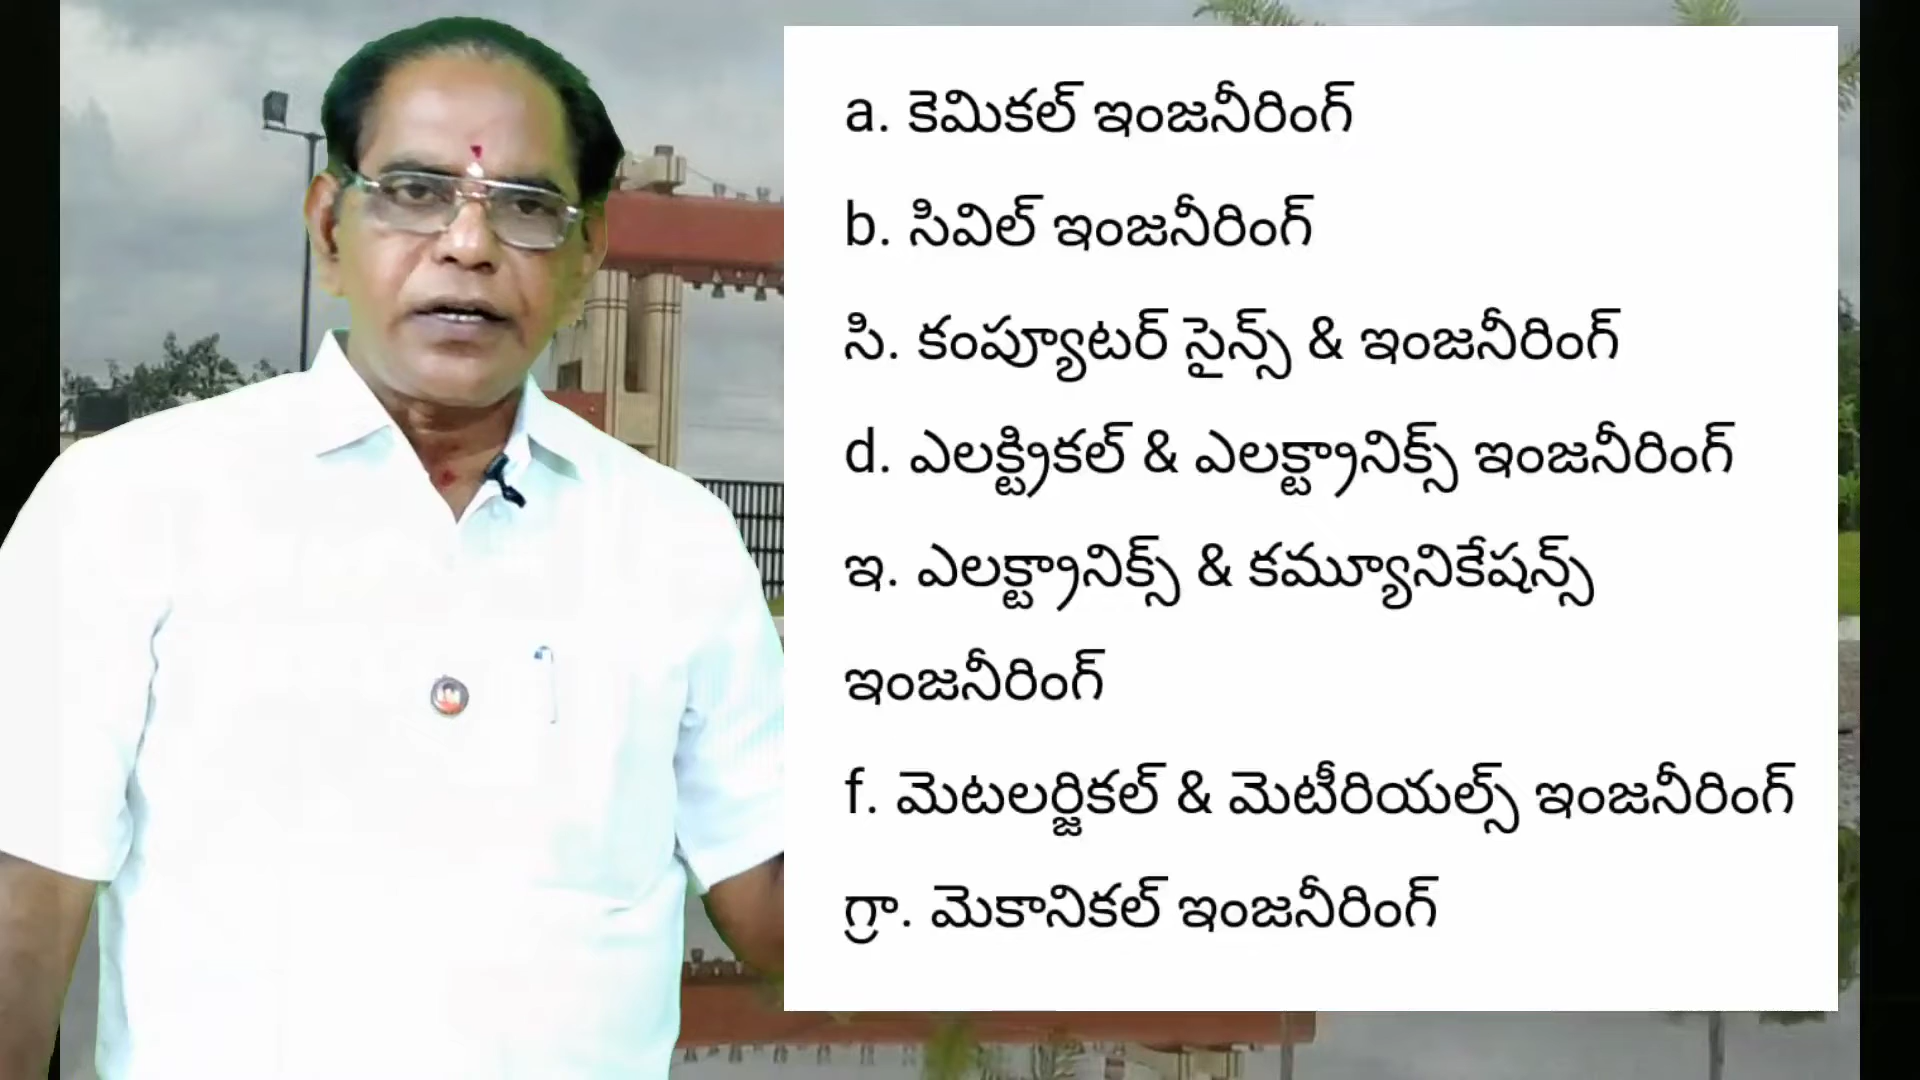 a. కెమికల్ ఇంజనీరింగ్
b. సివిల్ ఇంజనీరింగ్
సి. కంప్యూటర్ సైన్స్ & ఇంజనీరింగ్
d. ఎలక్ట్రికల్ & ఎలక్ట్రానిక్స్ ఇంజనీరింగ్
ఇ. ఎలక్ట్రానిక్స్ & కమ్యూనికేషన్స్
ఇంజనీరింగ్
f. మెటలర్జికల్ & మెటీరియల్స్ ఇంజనీరింగ్
గ్రా. మెకానికల్ ఇంజనీరింగ్